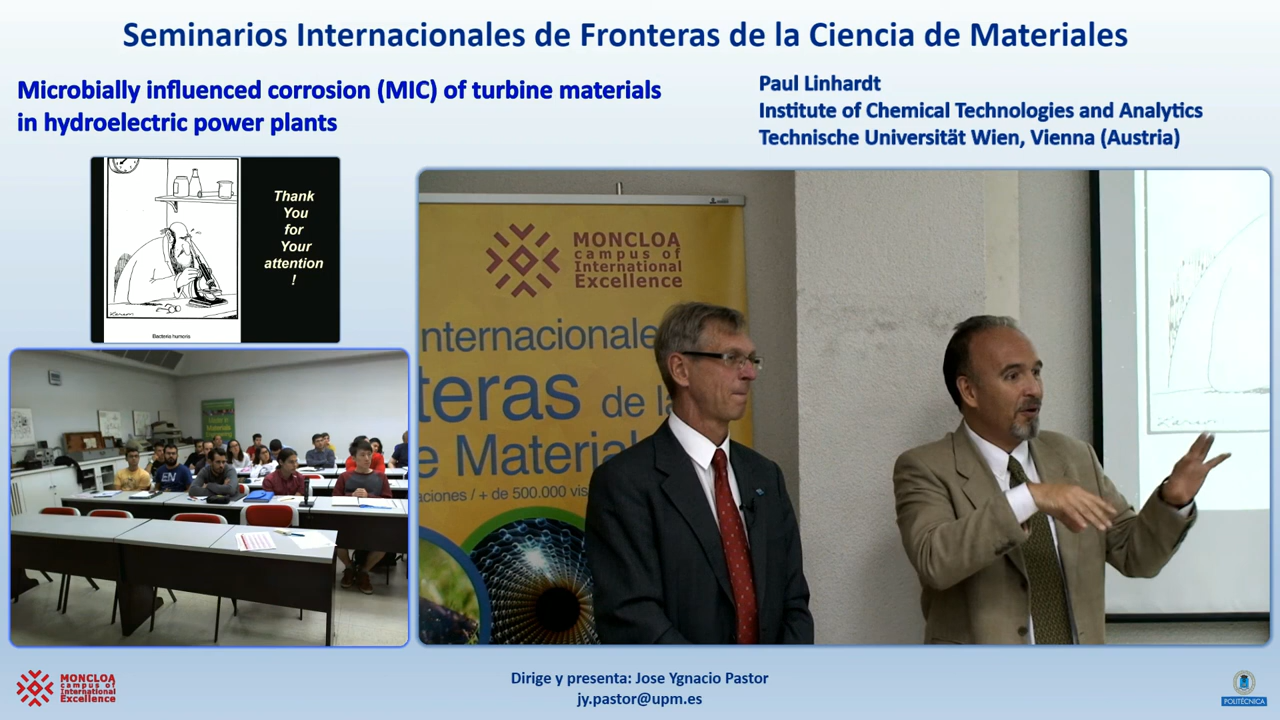 Seminarios Internacionales de Fronteras de la Ciencia de Materiales
Microbially influenced corrosion (MIC) of turbine materials
in hydroelectric power plants
Paul Linhardt
Institute of Chemical Technologies and Analytics
Technische Universität Wien, Vienna (Austria)
Thank
You
for
Your
attention
!
Bacteria humoris
MONCLOA
campus of
International
Excellence
nternacionale
teras de la
e Materia
aciones / + de 500.000 vis
MONCLOA
campus of
International
Excellence
Dirige y presenta: Jose Ygnacio Pastor
jy.pastor@upm.es
POLITÉCNICA